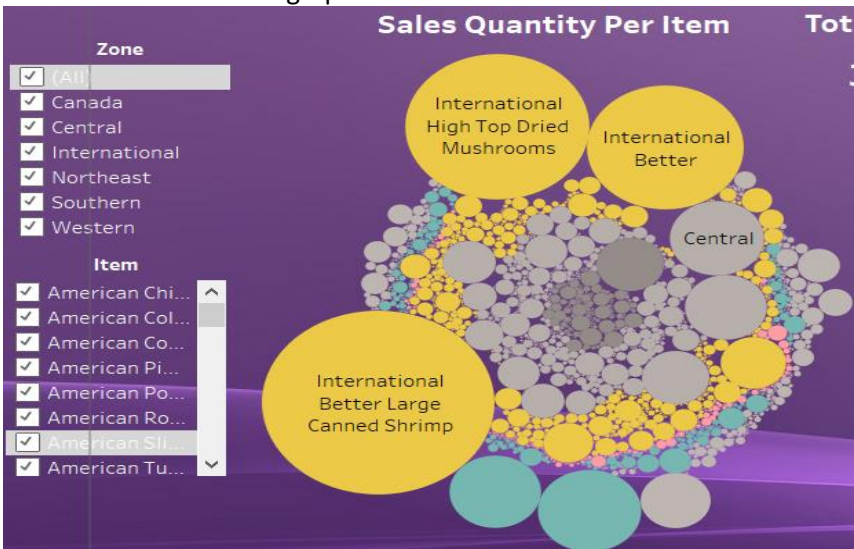 Sales Quantity Per Item
Tot
Zone
(All)
Canada
Central
International
Northeast
Southern
Western
Item
American Chi...
American Col...
American Co...
American Pi...
American Po...
American Ro...
American Sli...
American Tu...
International
High Top Dried
Mushrooms
International
Better
Central
International
Better Large
Canned Shrimp